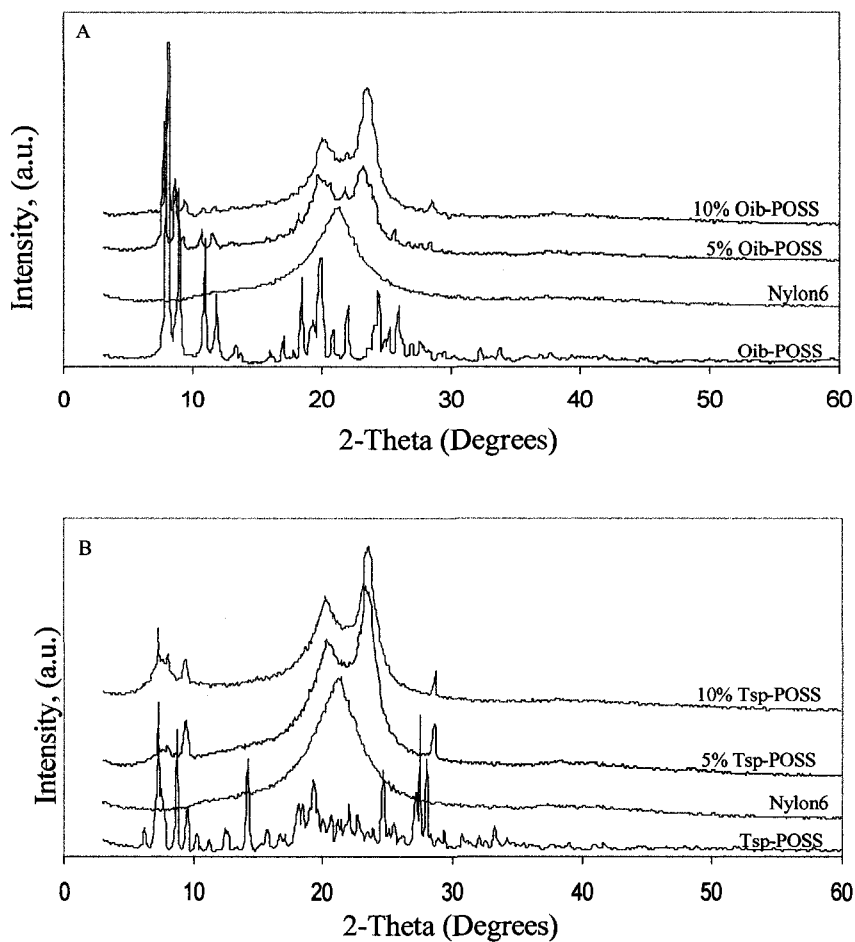 A
Intensity, (a.u.)
10% Oib-POSS
5% Oib-POSS
Nylon6
Oib-POSS
0 10 20 30 40 50 60
2-Theta (Degrees)
B
Intensity, (a.u.)
10% Tsp-POSS
5% Tsp-POSS
Nylon6
Tsp-POSS
0 10 20 30 40 50 60
2-Theta (Degrees)